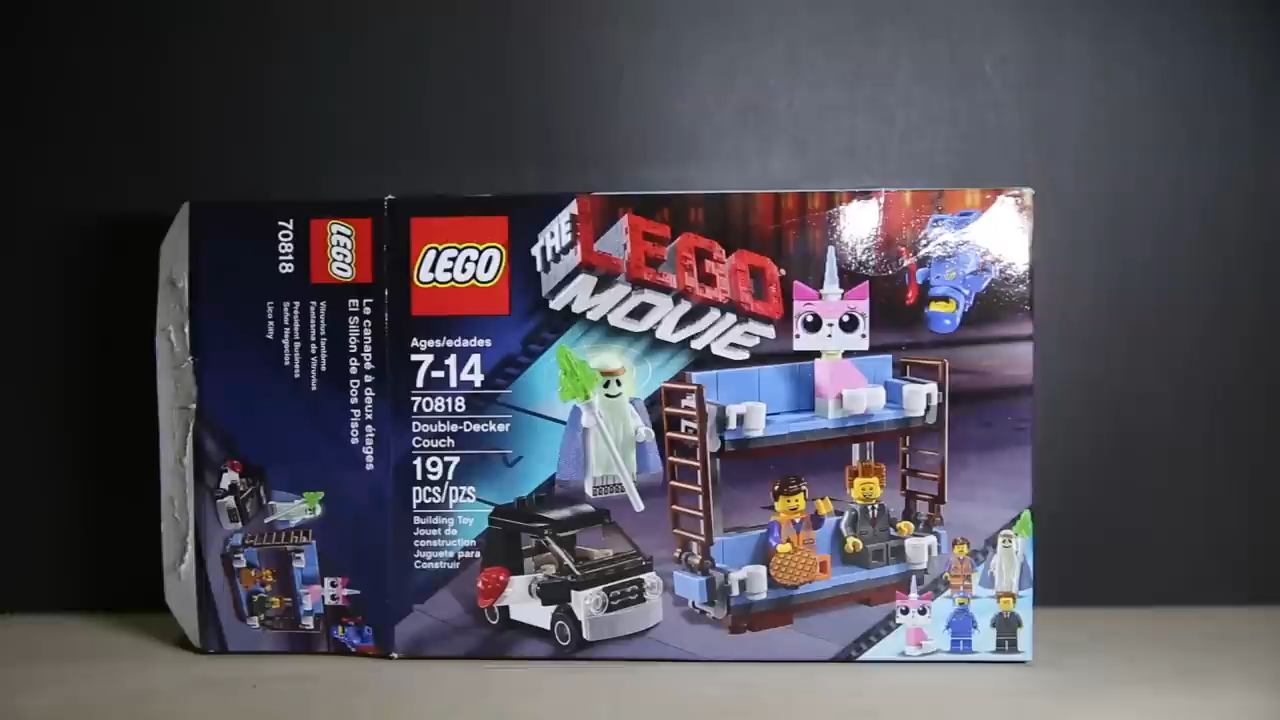 70818
LEGO
Le canapé à deux étages
El Sillón de Dos Pisos
Vitruvius fantôme
Fantasma de Vitruvius
Président Business
Señor Negocios
Lico Kitty
LEGO
THE
LEGO
MOVIE
Ages/edades
7-14
70818
Double-Decker
Couch
197
pcs/pzs
Building Toy
Jouet de
construction
Juguete para
Construir